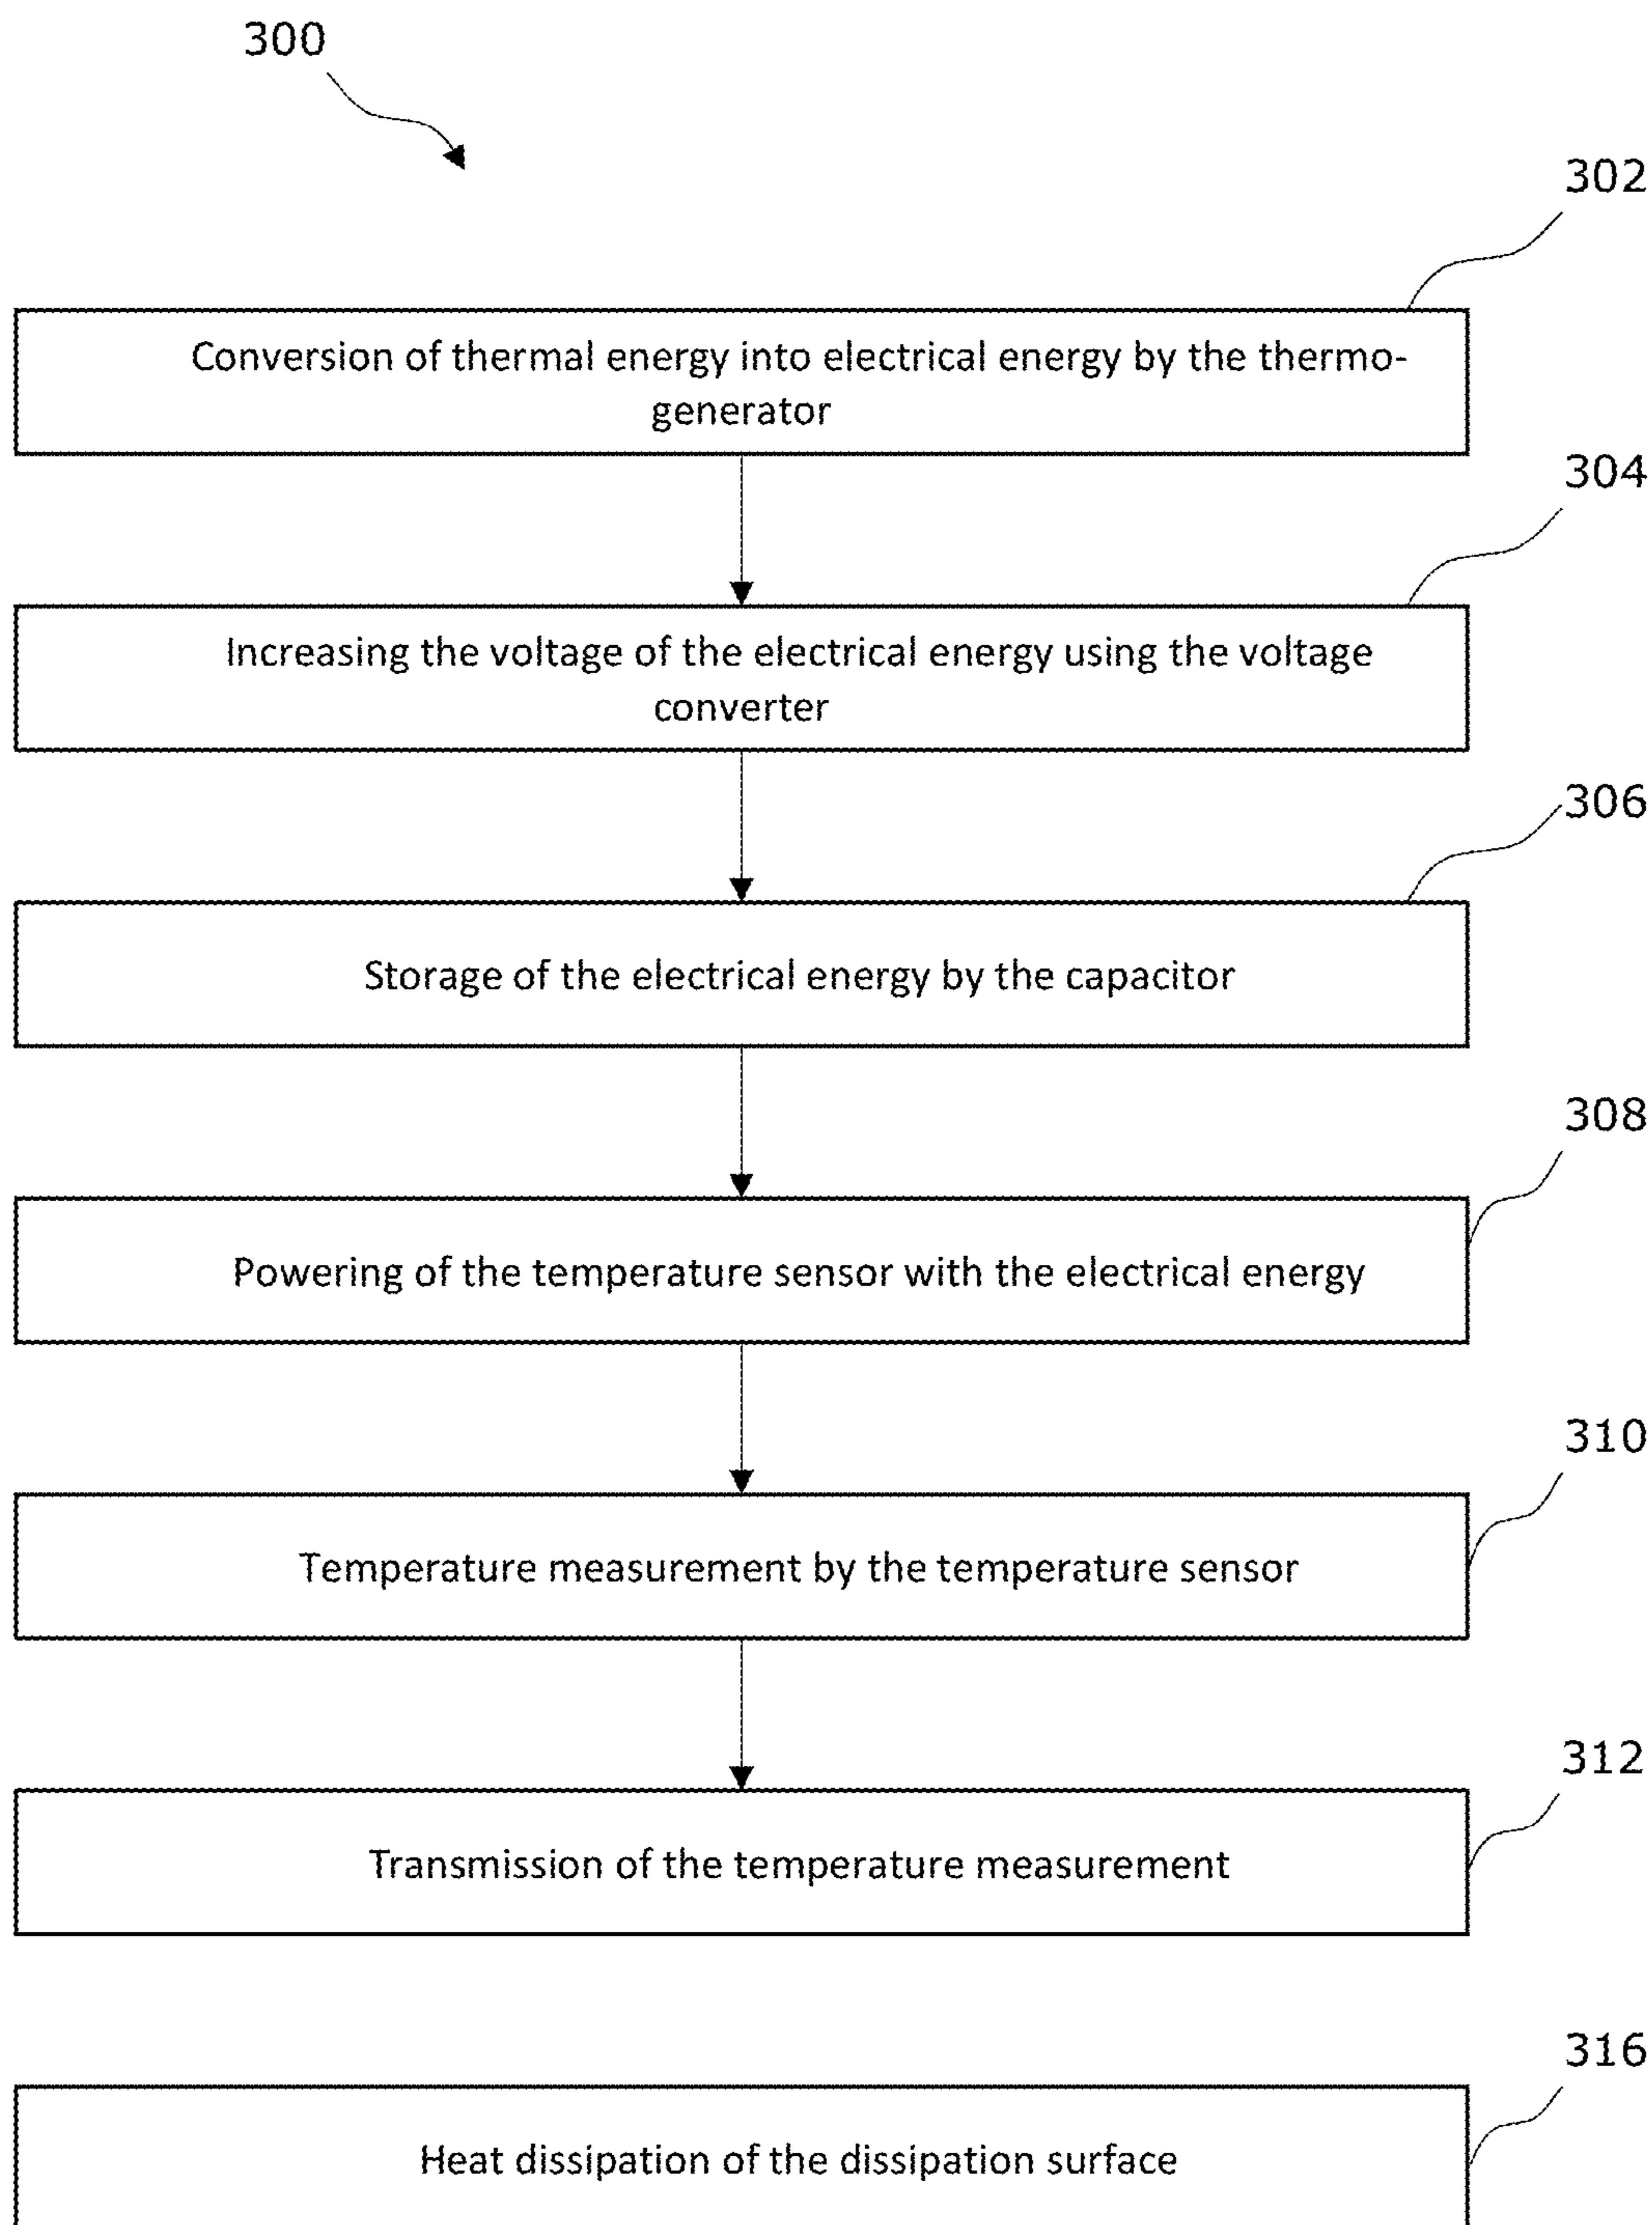 300
302
Conversion of thermal energy into electrical energy by the thermo-
generator
304
Increasing the voltage of the electrical energy using the voltage
converter
306
Storage of the electrical energy by the capacitor
308
Powering of the temperature sensor with the electrical energy
310
Temperature measurement by the temperature sensor
312
Transmission of the temperature measurement
316
Heat dissipation of the dissipation surface